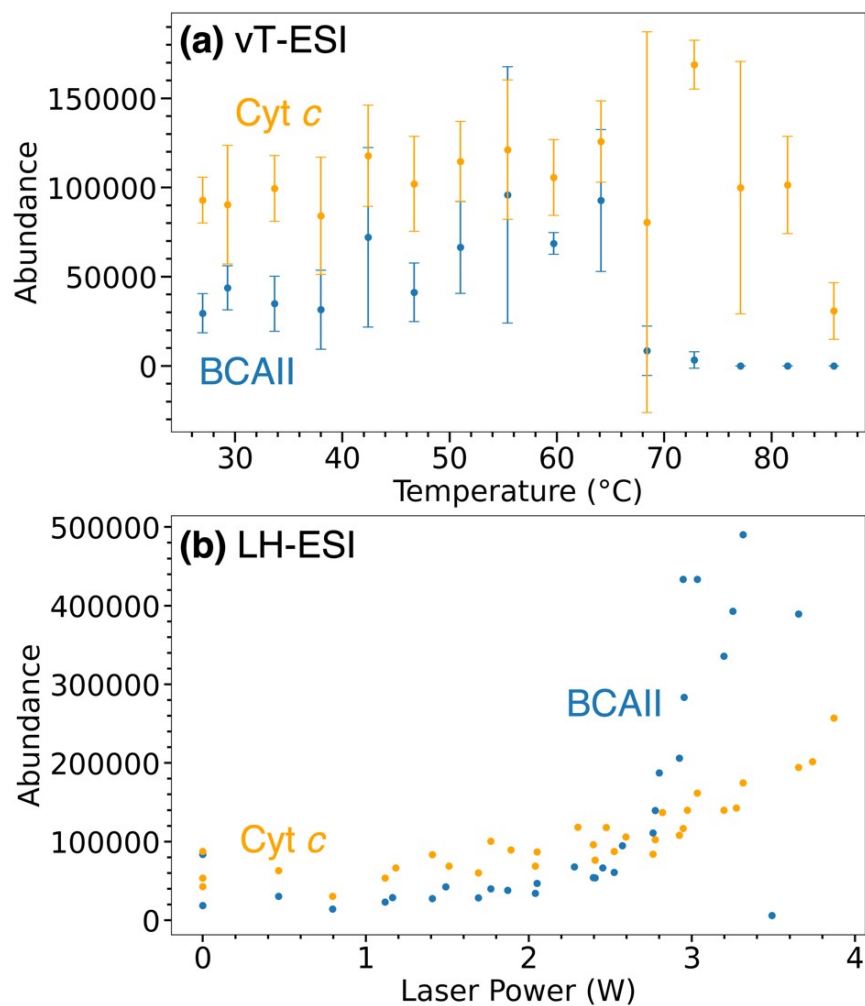 (a) vT-ESI
150000
Cyt c
100000
50000
BCAII
0
Abundance
30 40 50 60 70 80
Temperature (°C)
500000
(b) LH-ESI
400000
300000
BCAII
200000
100000
Cyt c
0
Abundance
0 1 2 3 4
Laser Power (W)